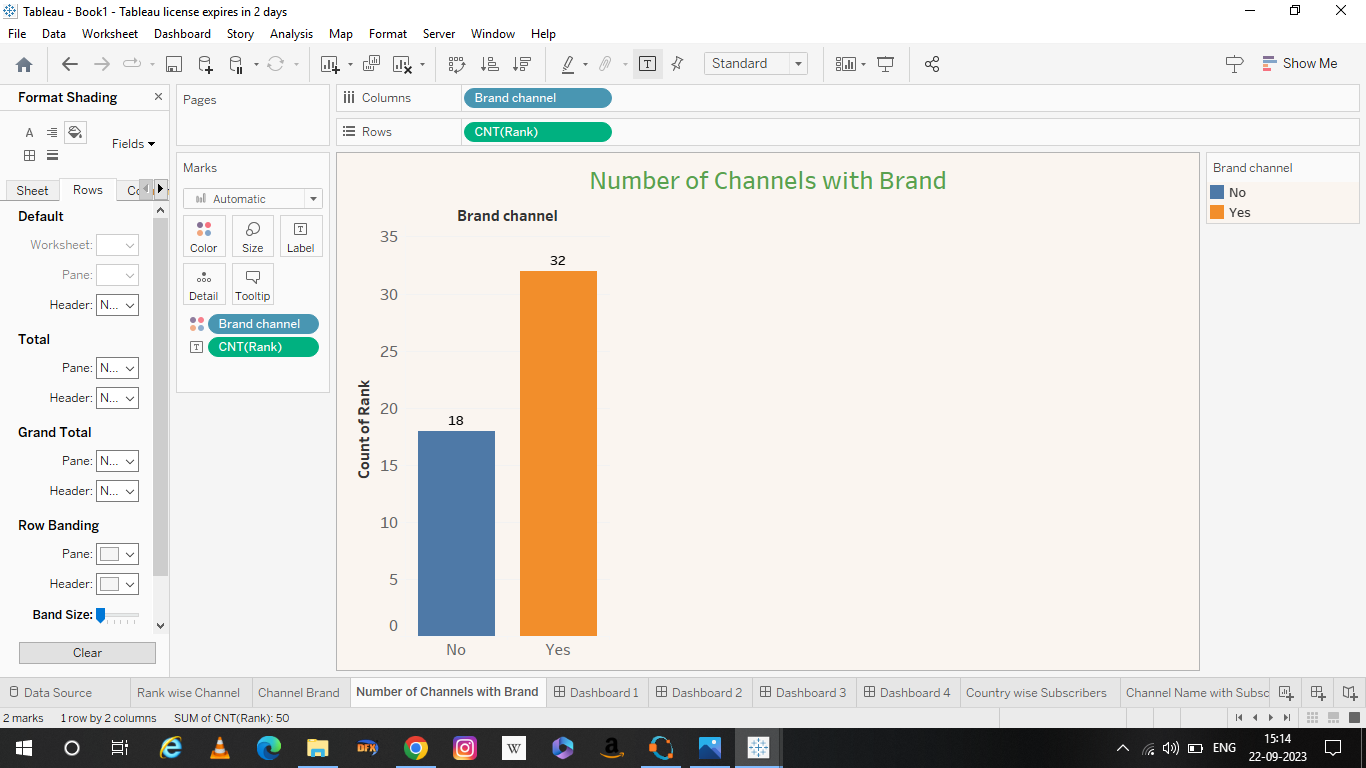 Tableau - Book1 - Tableau license expires in 2 days
File Data Worksheet Dashboard Story Analysis Map Format Server Window Help
Standard
Show Me
Format Shading
A
Fields
Sheet Rows
Default
Worksheet:
Pane:
Header: N...
Total
Pane: N...
Header: N...
Grand Total
Pane: N...
Header: N...
Row Banding
Pane:
Header:
Band Size:
Clear
Pages
Marks
Automatic
Color Size Label
Detail Tooltip
Brand channel
CNT(Rank)
Columns Brand channel
Rows CNT(Rank)
Number of Channels with Brand
Brand channel
Count of Rank
35
30
25
20
15
10
5
0
18
32
No Yes
Brand channel
No
Yes
Data Source Rank wise Channel Channel Brand Number of Channels with Brand Dashboard 1 Dashboard 2 Dashboard 3 Dashboard 4 Country wise Subscribers Channel Name with Subsc
2 marks 1 row by 2 columns SUM of CNT(Rank): 50
DFX W a ENG 15:14
22-09-2023